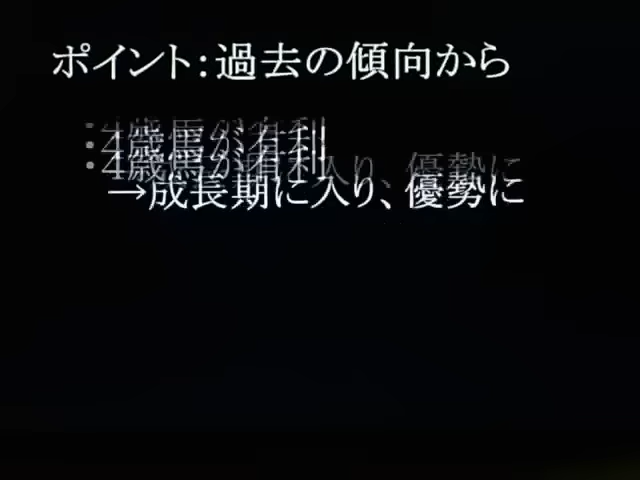 ポイント：過去の傾向から
・4歳馬が有利
→成長期に入り、優勢に